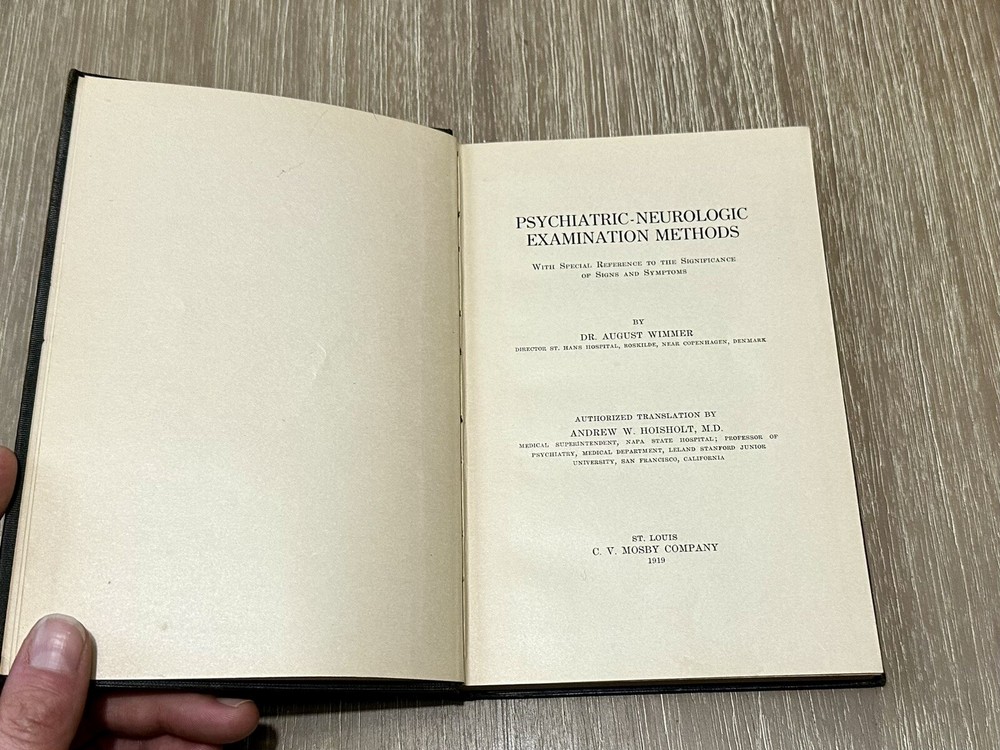 PSYCHIATRIC-NEUROLOGIC
EXAMINATION METHODS
With Special Reference to the Significance
of Signs and Symptoms
BY
DR. AUGUST WIMMER
DIRECTOR ST. HANS HOSPITAL, ROSKILDE, NEAR COPENHAGEN, DENMARK
AUTHORIZED TRANSLATION BY
ANDREW W. HOISHOLT, M.D.
MEDICAL SUPERINTENDENT, NAPA STATE HOSPITAL; PROFESSOR OF
PSYCHIATRY, MEDICAL DEPARTMENT, LELAND STANFORD JUNIOR
UNIVERSITY, SAN FRANCISCO, CALIFORNIA
ST. LOUIS
C. V. MOSBY COMPANY
1919